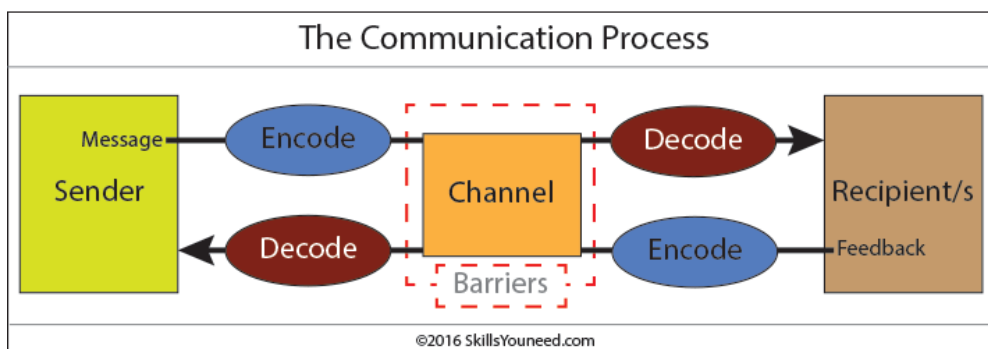 The Communication Process
Message
Encode
Decode
Sender
Channel
Recipient/s
Decode
Encode
Feedback
Barriers
©2016 SkillsYouneed.com